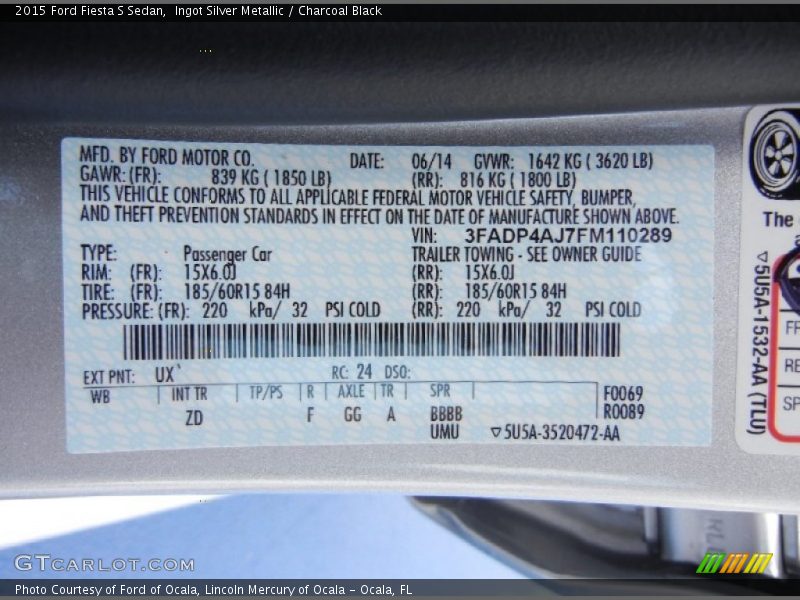 2015 Ford Fiesta S Sedan,  Ingot Silver Metallic / Charcoal Black
MFD. BY FORD MOTOR CO. DATE: 06/14 GVWR: 1642 KG ( 3620 LB)
GAWR: (FR): 839 KG ( 1850 LB) (RR): 816 KG ( 1800 LB)
THIS VEHICLE CONFORMS TO ALL APPLICABLE FEDERAL MOTOR VEHICLE SAFETY, BUMPER,
AND THEFT PREVENTION STANDARDS IN EFFECT ON THE DATE OF MANUFACTURE SHOWN ABOVE.
VIN: 3FADP4AJ7FM110289
TYPE: Passenger Car TRAILER TOWING - SEE OWNER GUIDE
RIM: (FR): 15X6.0J (RR): 15X6.0J
TIRE: (FR): 185/60R15 84H (RR): 185/60R15 84H
PRESSURE: (FR): 220 kPa/ 32 PSI COLD (RR): 220 kPa/ 32 PSI COLD
EXT PNT: UX RC: 24 DSO:
WB INT TR TP/PS R AXLE TR SPR F0069
ZD F GG A BBBB R0089
UMU ▽5U5A-3520472-AA
The
▽5U5A-1532-AA (TLU)
FR
RE
SP
GTCARLOT.COM
Photo Courtesy of Ford of Ocala, Lincoln Mercury of Ocala - Ocala, FL